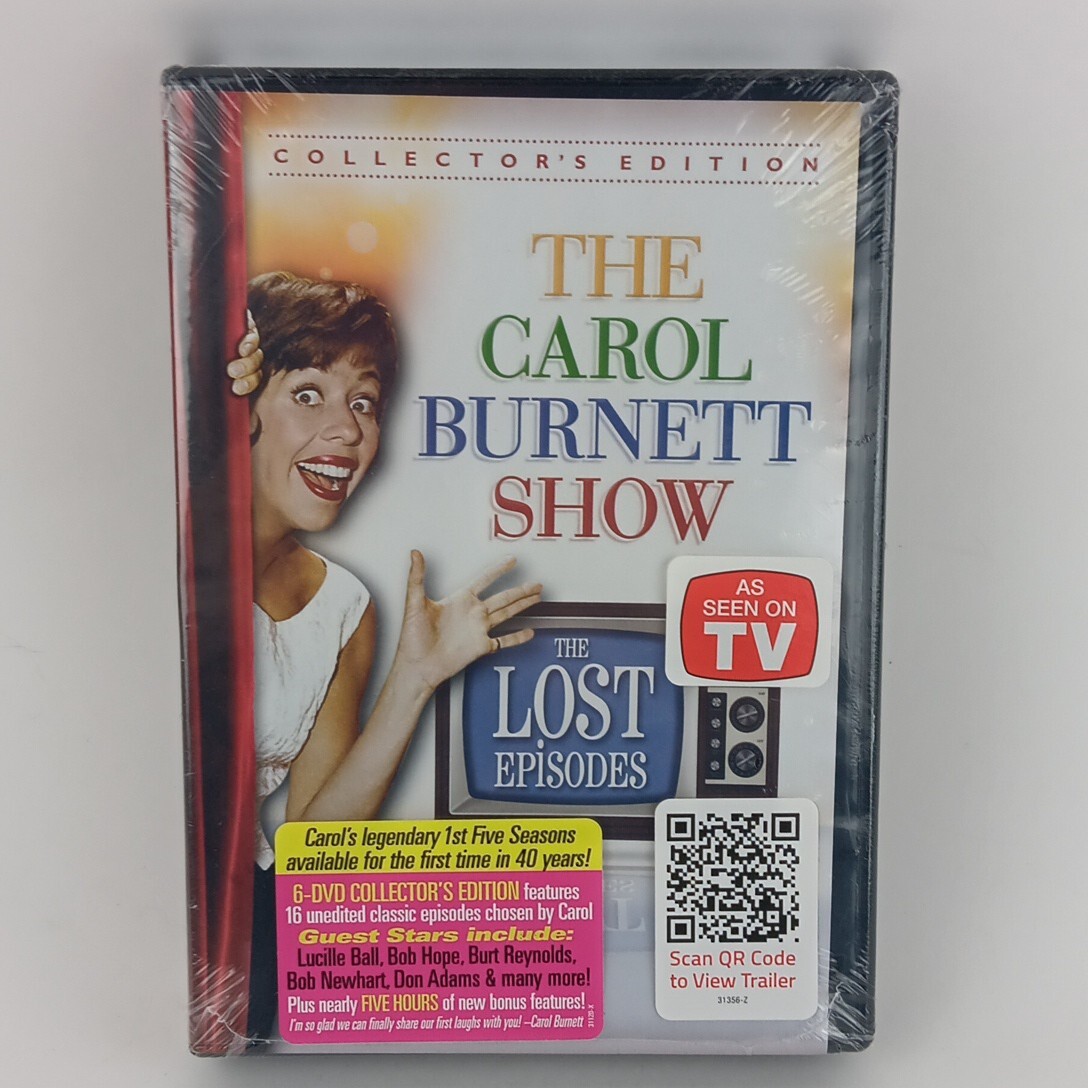 COLLECTOR'S EDITION
THE
CAROL
BURNETT
SHOW
AS
SEEN ON
TV
THE
LOST
EPiSODES
Carol's legendary 1st Five Seasons
available for the first time in 40 years!
6-DVD COLLECTOR'S EDITION features
16 unedited classic episodes chosen by Carol
Guest Stars include:
Lucille Ball, Bob Hope, Burt Reynolds,
Bob Newhart, Don Adams & many more!
Plus nearly FIVE HOURS of new bonus features!
I'm so glad we can finally share our first laughs with you! –Carol Burnett
Scan QR Code
to View Trailer
31356-Z